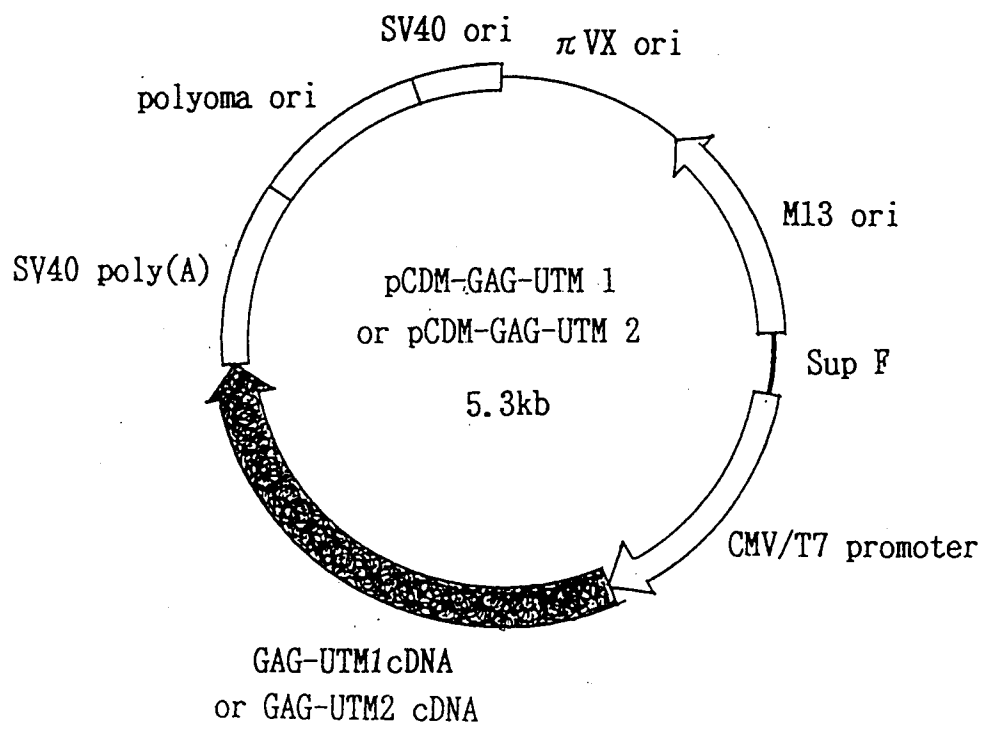 SV40 ori
π VX ori
polyoma ori
M13 ori
SV40 poly(A)
pCDM-GAG-UTM 1
or pCDM-GAG-UTM 2
5.3kb
Sup F
CMV/T7 promoter
GAG-UTM1cDNA
or GAG-UTM2 cDNA